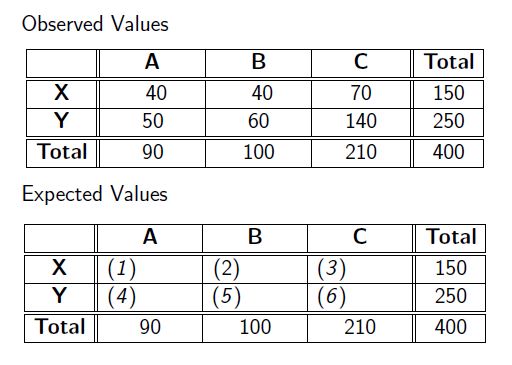 Observed Values
A B C Total
X 40 40 70 150
Y 50 60 140 250
Total 90 100 210 400
Expected Values
A B C Total
X (1) (2) (3) 150
Y (4) (5) (6) 250
Total 90 100 210 400